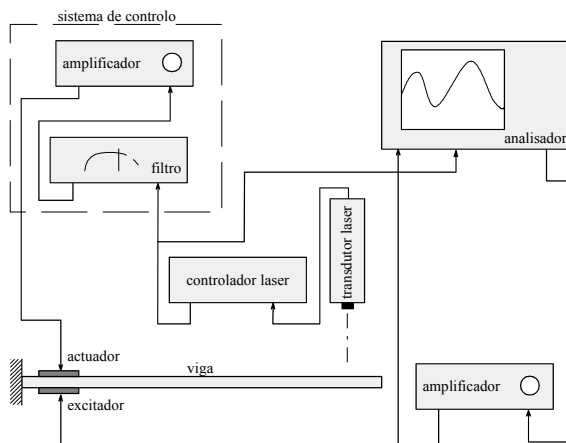 sistema de controlo
amplificador
filtro
analisador
transdutor laser
controlador laser
actuador
viga
excitador
amplificador